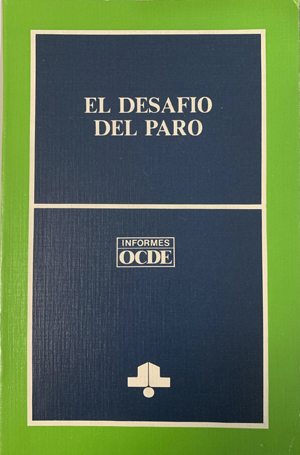 EL DESAFIO
DEL PARO
INFORMES
OCDE